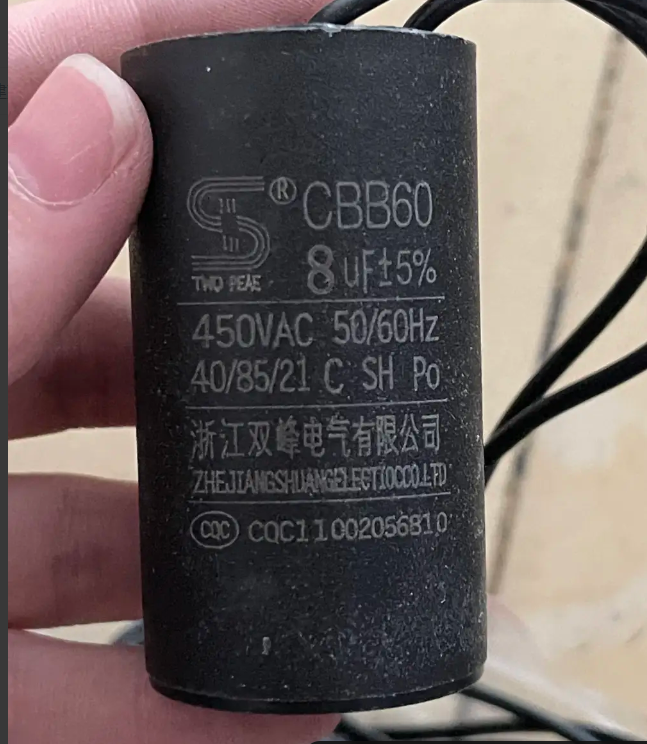 ® CBB60
TWO PEAE 8 uF±5%
450VAC 50/60Hz
40/85/21 C SH Po
浙江双峰电气有限公司
ZHEJIANGSHUANGELECTIOCCO.LTD
CQC CQC11002056810